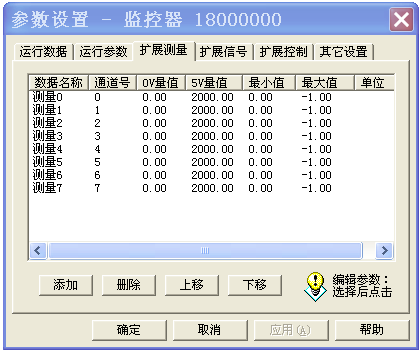 参数设置 - 监控器 18000000
运行数据 运行参数 扩展测量 扩展信号 扩展控制 其它设置
数据名称 通道号 0V量值 5V量值 最小值 最大值 单位
测量0 0 0.00 2000.00 0.00 -1.00
测量1 1 0.00 2000.00 0.00 -1.00
测量2 2 0.00 2000.00 0.00 -1.00
测量3 3 0.00 2000.00 0.00 -1.00
测量4 4 0.00 2000.00 0.00 -1.00
测量5 5 0.00 2000.00 0.00 -1.00
测量6 6 0.00 2000.00 0.00 -1.00
测量7 7 0.00 2000.00 0.00 -1.00
添加 删除 上移 下移 编辑参数：
选择后点击
确定 取消 应用(A) 帮助